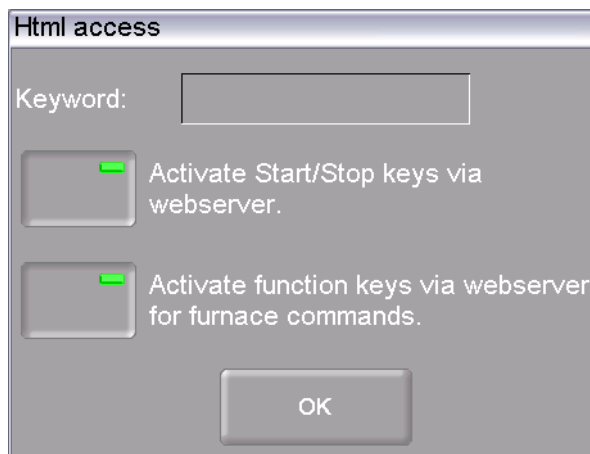 Html access
Keyword:
Activate Start/Stop keys via
webserver.
Activate function keys via webserver
for furnace commands.
OK